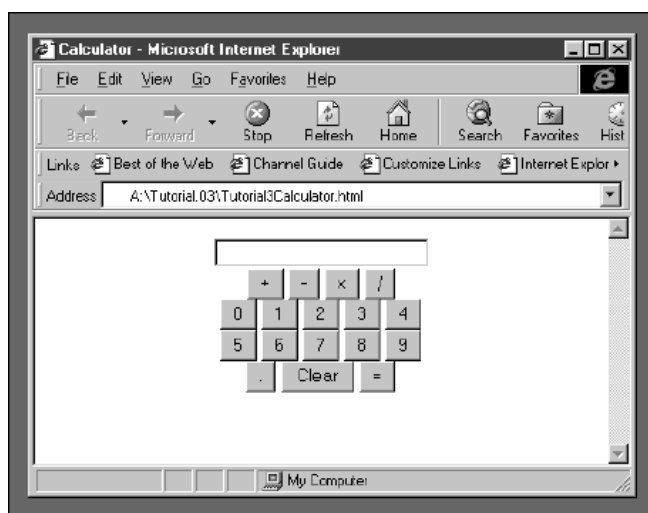 Calculator - Microsoft Internet Explorer
File Edit View Go Favorites Help
Back Forward Stop Refresh Home Search Favorites Hist
Links Best of the Web Channel Guide Customize Links Internet Explor
Address A:\Tutorial.03\Tutorial3Calculator.html
+ - × /
0 1 2 3 4
5 6 7 8 9
. Clear =
My Computer